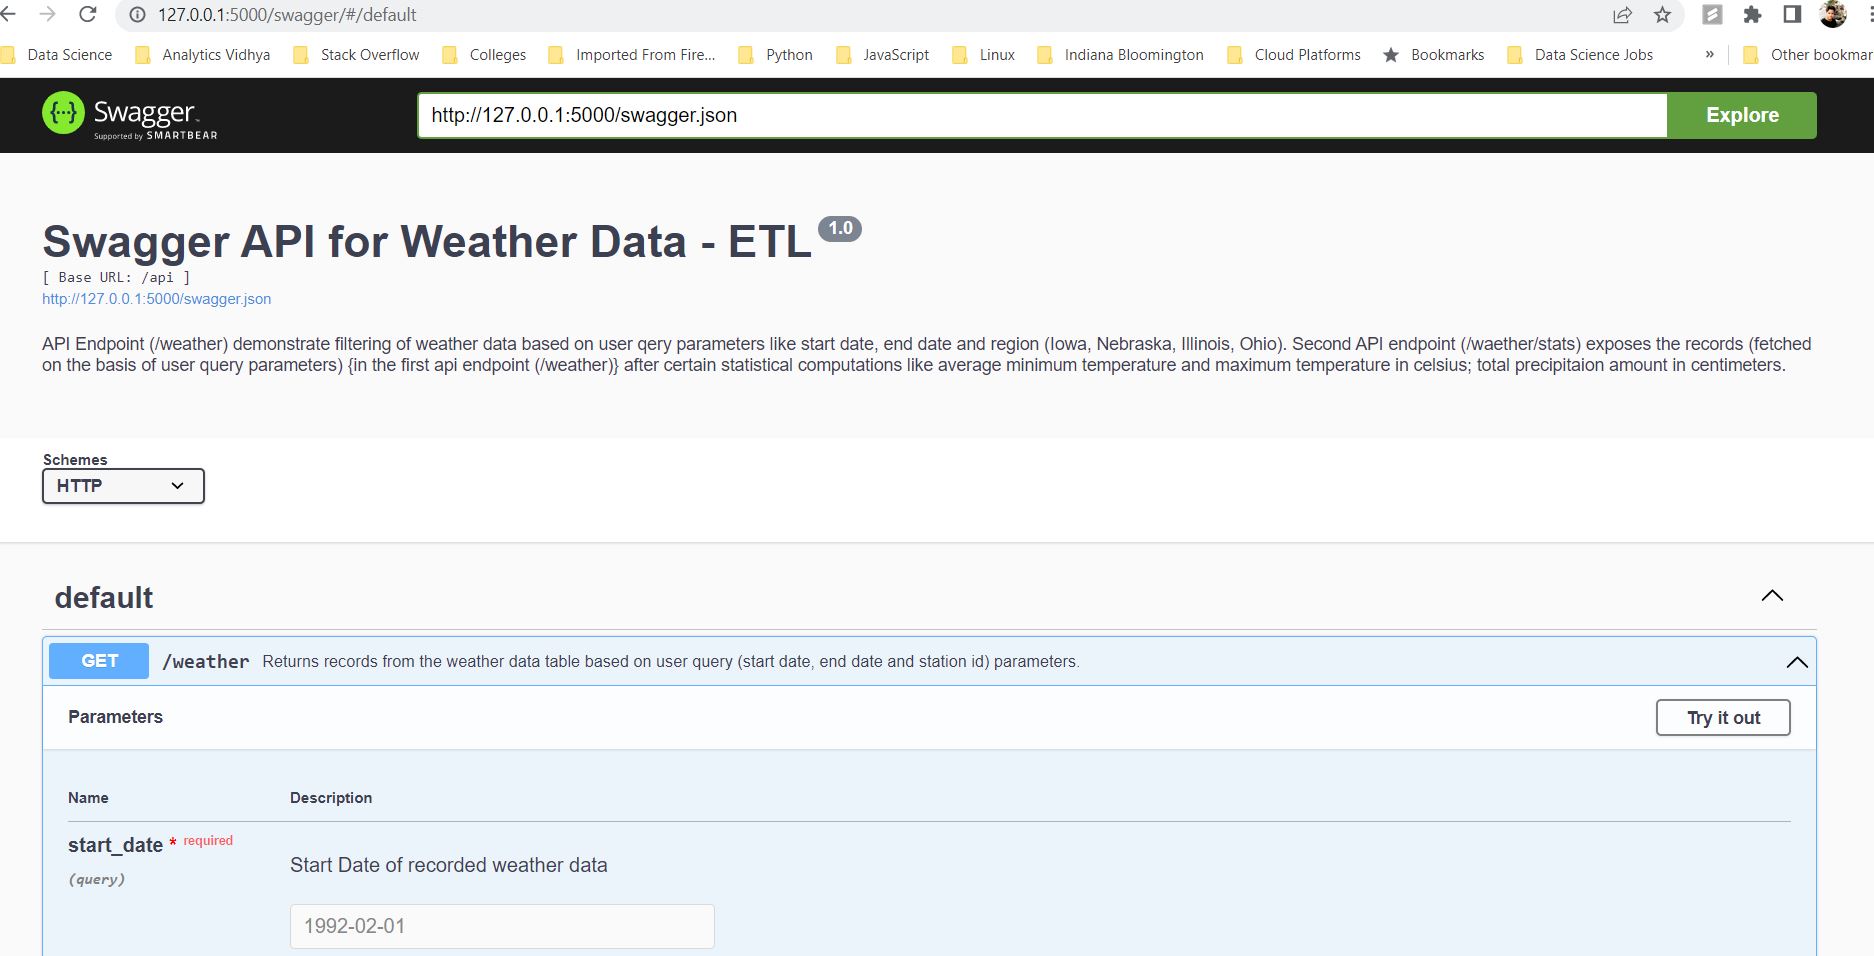 127.0.0.1:5000/swagger/#/default
Data Science Analytics Vidhya Stack Overflow Colleges Imported From Fire... Python JavaScript Linux Indiana Bloomington Cloud Platforms Bookmarks Data Science Jobs » Other bookmar
{···} Swagger™ http://127.0.0.1:5000/swagger.json Explore
Supported by SMARTBEAR
Swagger API for Weather Data - ETL 1.0
[ Base URL: /api ]
http://127.0.0.1:5000/swagger.json
API Endpoint (/weather) demonstrate filtering of weather data based on user qery parameters like start date, end date and region (Iowa, Nebraska, Illinois, Ohio). Second API endpoint (/waether/stats) exposes the records (fetched
on the basis of user query parameters) {in the first api endpoint (/weather)} after certain statistical computations like average minimum temperature and maximum temperature in celsius; total precipitaion amount in centimeters.
Schemes
HTTP
default
GET /weather Returns records from the weather data table based on user query (start date, end date and station id) parameters.
Parameters Try it out
Name Description
start_date * required
Start Date of recorded weather data
(query)
1992-02-01